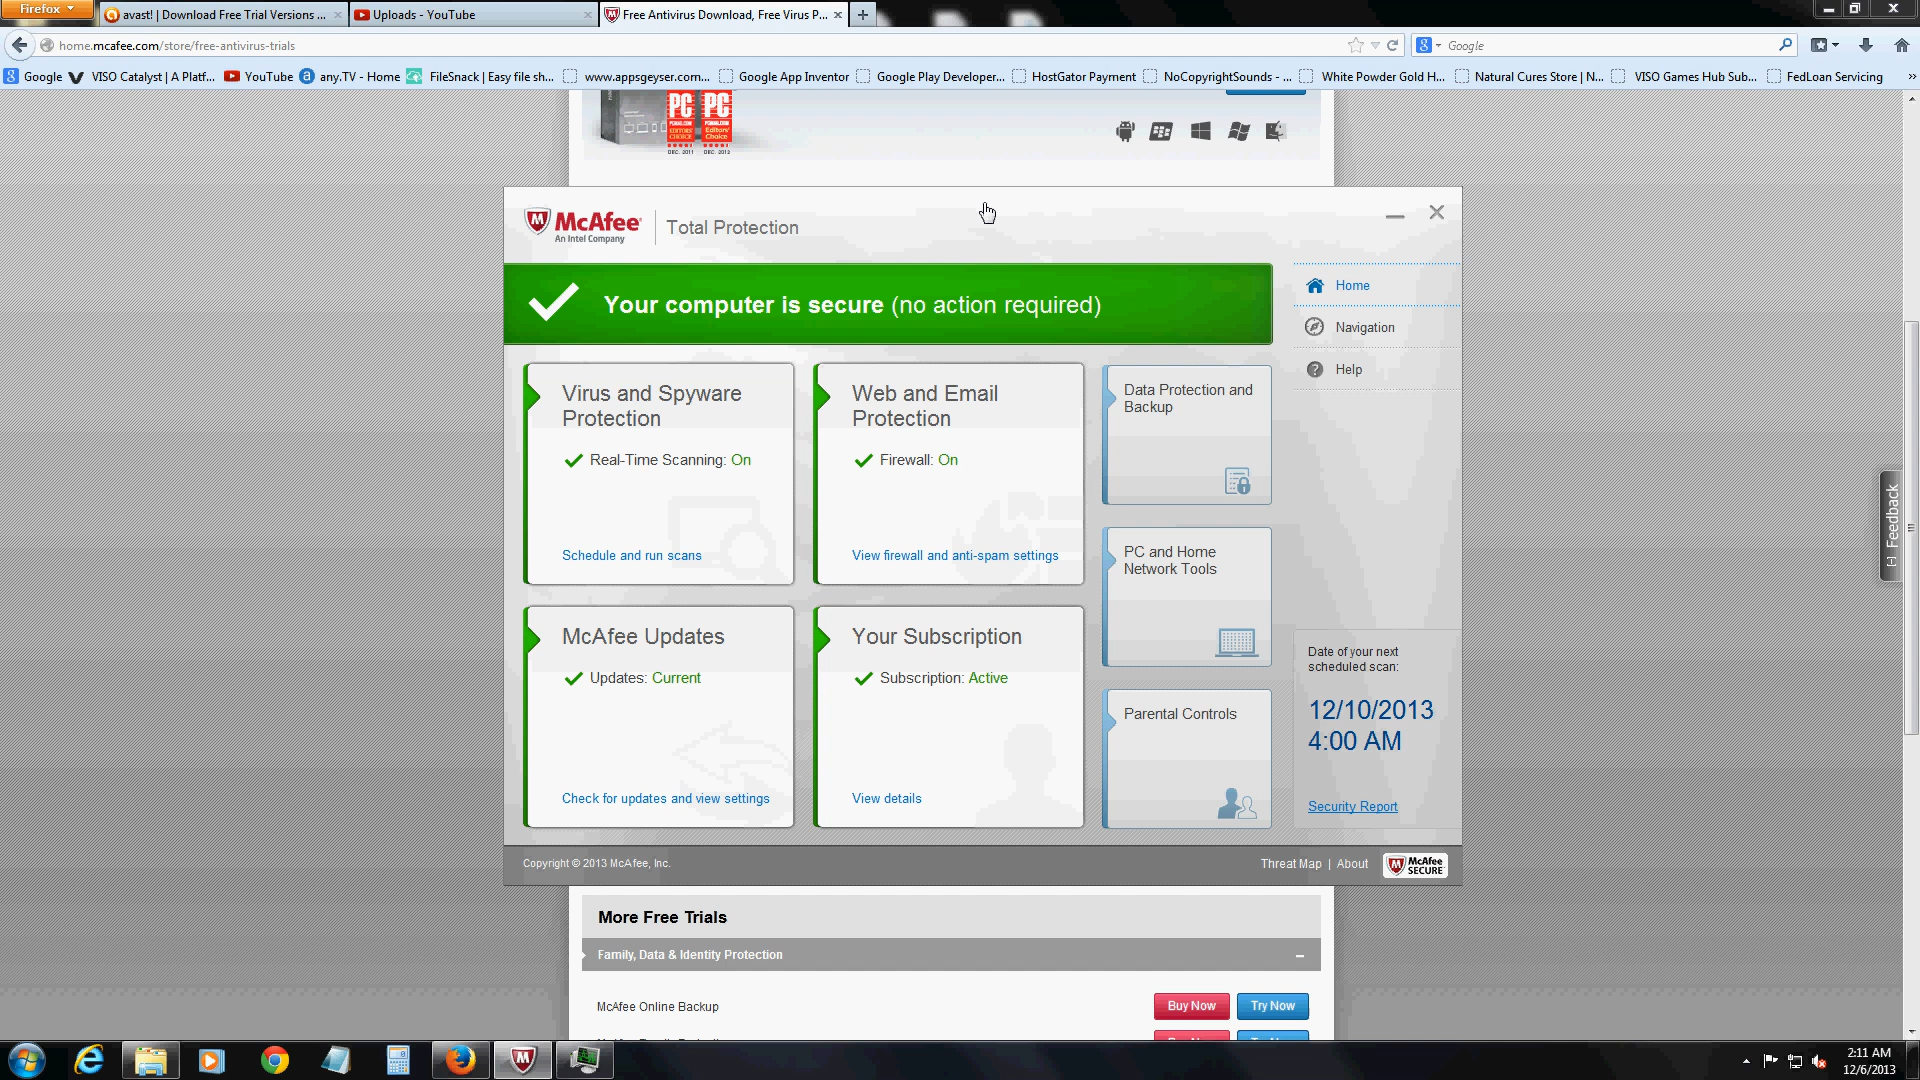 Firefox
avast! | Download Free Trial Versions ...
Uploads - YouTube
Free Antivirus Download, Free Virus P...
home.mcafee.com/store/free-antivirus-trials
Google
Google
VISO Catalyst | A Platf...
YouTube
any.TV - Home
FileSnack | Easy file sh...
www.appsgeyser.com...
Google App Inventor
Google Play Developer...
HostGator Payment
NoCopyrightSounds - ...
White Powder Gold H...
Natural Cures Store | N...
VISO Games Hub Sub...
FedLoan Servicing
PC PC
McAfee
An Intel Company
Total Protection
Your computer is secure (no action required)
Home
Navigation
Help
Virus and Spyware
Protection
Real-Time Scanning: On
Schedule and run scans
Web and Email
Protection
Firewall: On
View firewall and anti-spam settings
Data Protection and
Backup
PC and Home
Network Tools
Feedback
McAfee Updates
Updates: Current
Check for updates and view settings
Your Subscription
Subscription: Active
View details
Parental Controls
Date of your next
scheduled scan:
12/10/2013
4:00 AM
Security Report
Copyright © 2013 McAfee, Inc.
Threat Map | About
McAfee
SECURE
More Free Trials
Family, Data & Identity Protection
McAfee Online Backup
Buy Now
Try Now
2:11 AM
12/6/2013